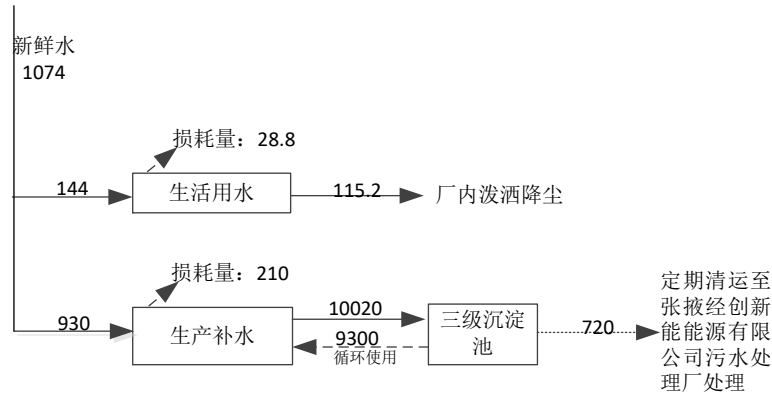 新鲜水
1074
损耗量：28.8
144
生活用水
115.2
厂内泼洒降尘
损耗量：210
930
生产补水
10020
9300
循环使用
三级沉淀
池
720
定期清运至
张掖经创新
能能源有限
公司污水处
理厂处理